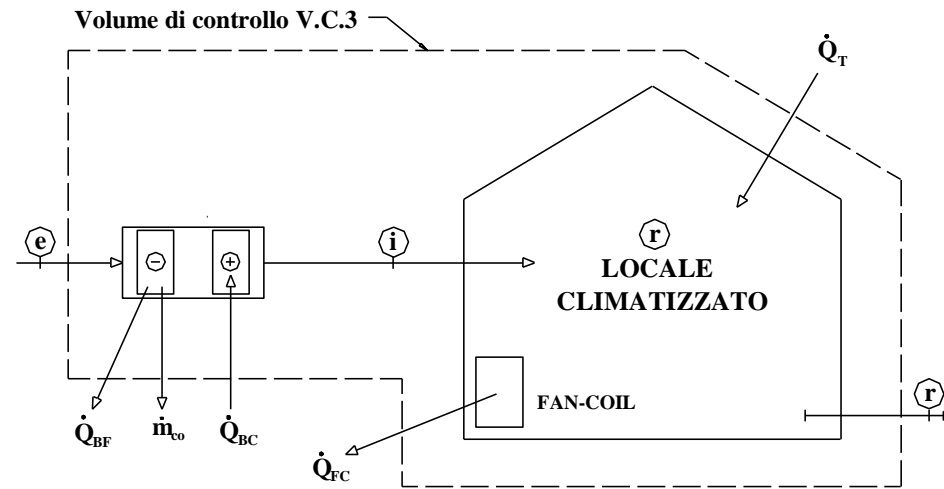 Volume di controllo V.C.3
Q̇T
e
i
r
LOCALE
CLIMATIZZATO
− +
r
FAN-COIL
Q̇BF ṁco Q̇BC
Q̇FC